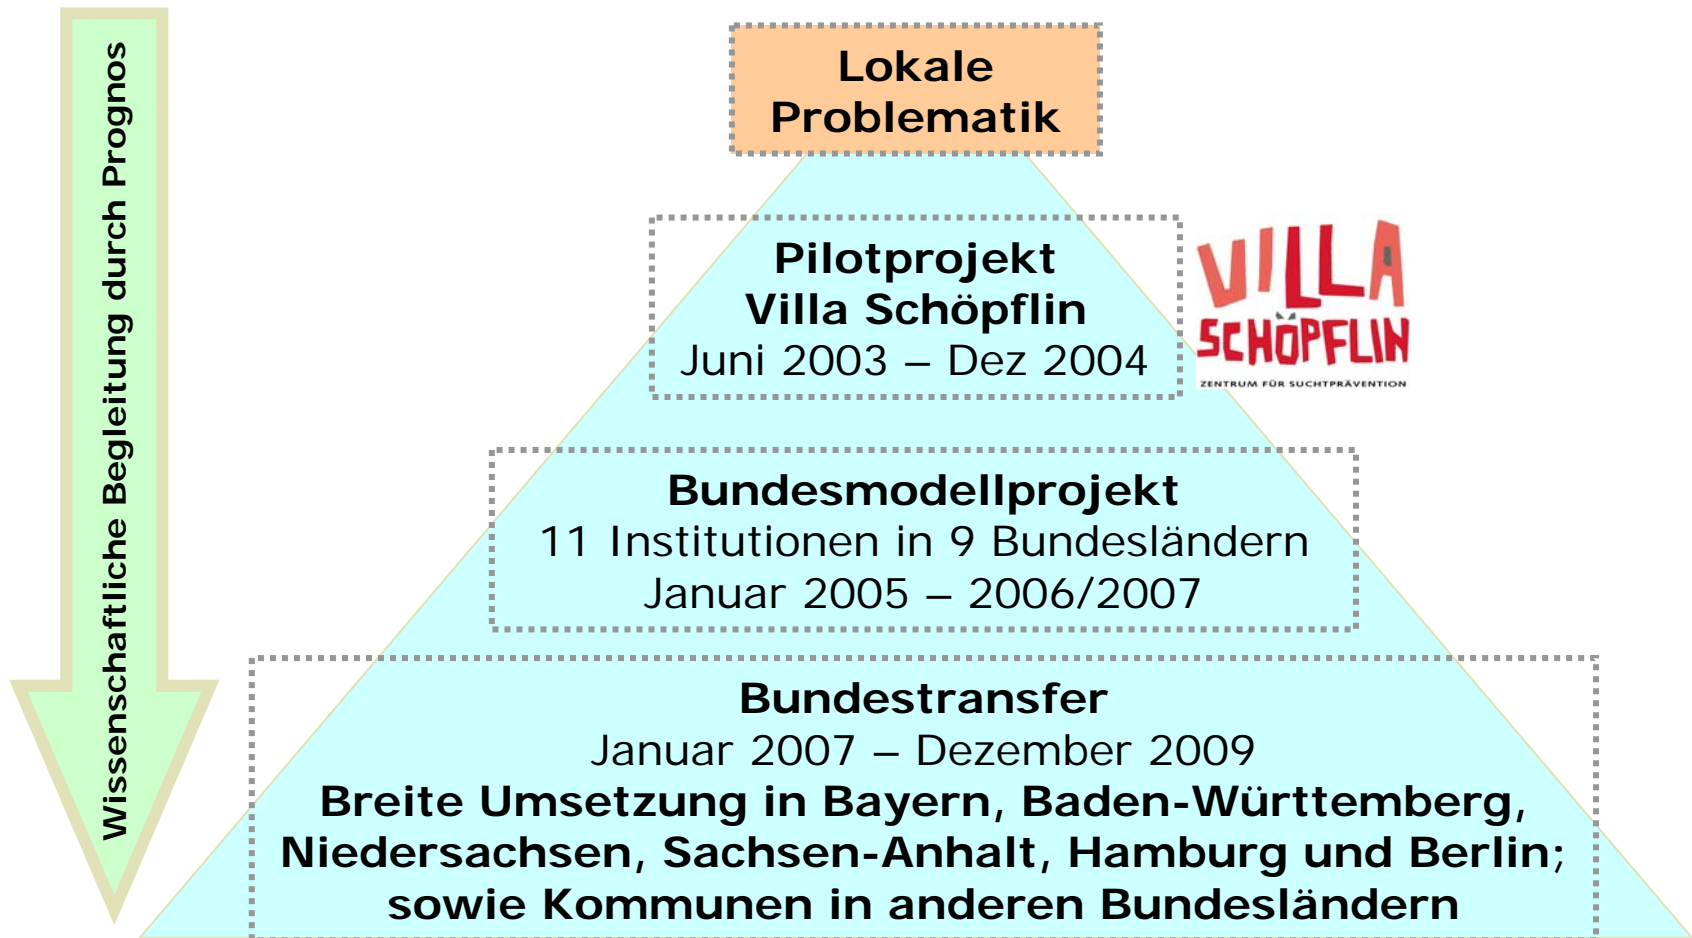 Wissenschaftliche Begleitung durch Prognos
Lokale
Problematik
Pilotprojekt
Villa Schöpflin
Juni 2003 – Dez 2004
VILLA
SCHÖPFLIN
ZENTRUM FÜR SUCHTPRÄVENTION
Bundesmodellprojekt
11 Institutionen in 9 Bundesländern
Januar 2005 – 2006/2007
Bundestransfer
Januar 2007 – Dezember 2009
Breite Umsetzung in Bayern, Baden-Württemberg,
Niedersachsen, Sachsen-Anhalt, Hamburg und Berlin;
sowie Kommunen in anderen Bundesländern